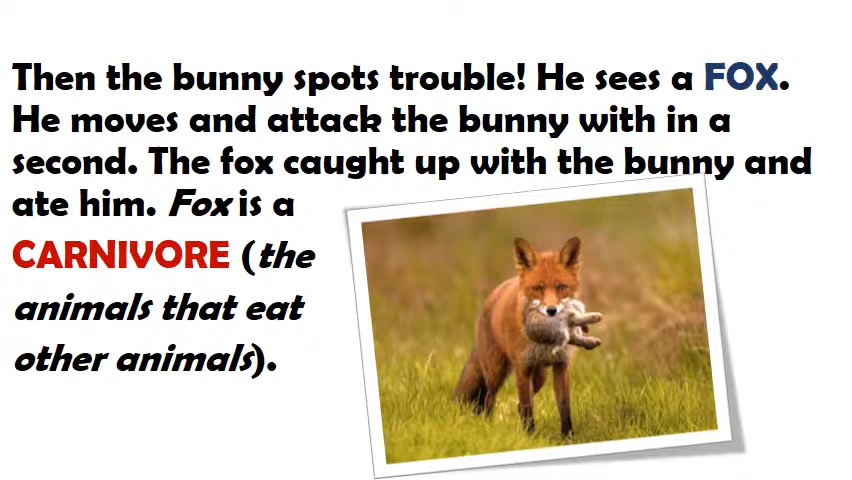 Then the bunny spots trouble! He sees a FOX.
He moves and attack the bunny with in a
second. The fox caught up with the bunny and
ate him. Fox is a
CARNIVORE (the
animals that eat
other animals).